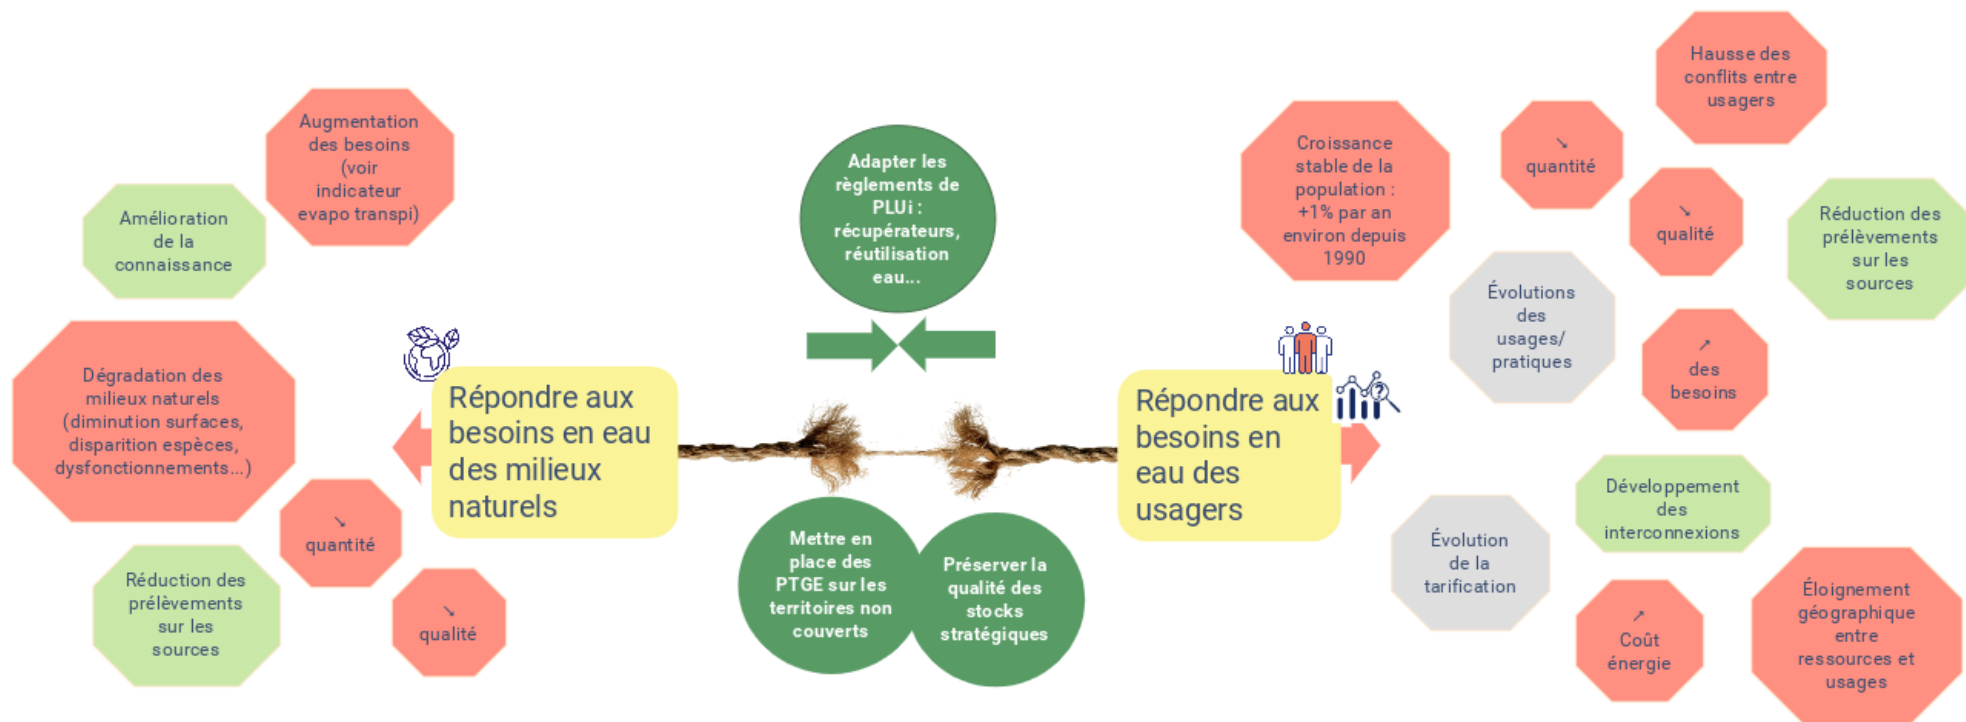 Augmentation
des besoins
(voir
indicateur
evapo transpi)
Amélioration
de la
connaissance
Dégradation des
milieux naturels
(diminution surfaces,
disparition espèces,
dysfonctionnements...)
↘
quantité
Réduction des
prélèvements
sur les
sources
↘
qualité
Répondre aux
besoins en eau
des milieux
naturels
Adapter les
règlements de
PLUi :
récupérateurs,
réutilisation
eau...
Mettre en
place des
PTGE sur les
territoires non
couverts
Préserver la
qualité des
stocks
stratégiques
Répondre aux
besoins en
eau des
usagers
?
Hausse des
conflits entre
usagers
Croissance
stable de la
population :
+1% par an
environ depuis
1990
↘
quantité
↘
qualité
Réduction des
prélèvements
sur les
sources
Évolutions
des
usages/
pratiques
↗
des
besoins
Développement
des
interconnexions
Évolution
de la
tarification
↗
Coût
énergie
Éloignement
géographique
entre
ressources et
usages